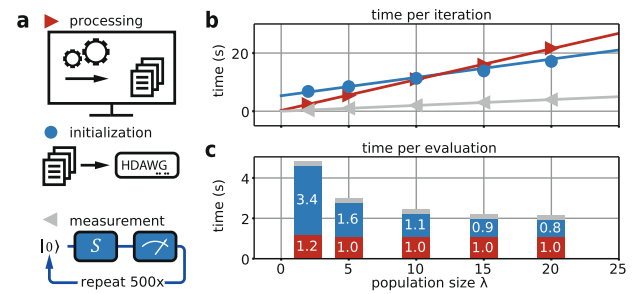 a
processing
initialization
HDAWG
measurement
|0⟩
S
repeat 500x
b
time per iteration
time (s)
20
0
c
time per evaluation
time (s)
4
2
0
3.4
1.6
1.1
0.9
0.8
1.2
1.0
1.0
1.0
1.0
0
5
10
15
20
25
population size λ